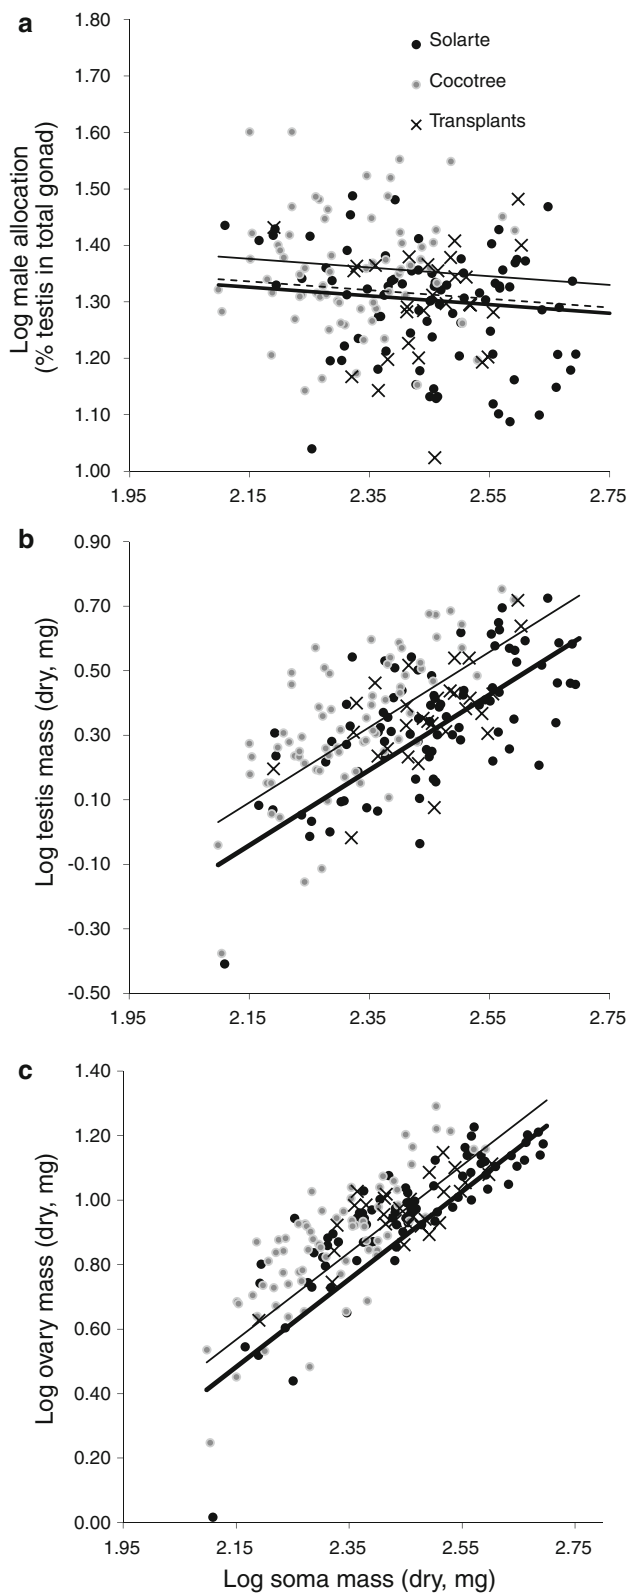 a
1.80
1.70
1.60
1.50
1.40
1.30
1.20
1.10
1.00
Log male allocation
(% testis in total gonad)
Solarte
Cocotree
Transplants
1.95 2.15 2.35 2.55 2.75
b
0.90
0.70
0.50
0.30
0.10
-0.10
-0.30
-0.50
Log testis mass (dry, mg)
1.95 2.15 2.35 2.55 2.75
c
1.40
1.20
1.00
0.80
0.60
0.40
0.20
0.00
Log ovary mass (dry, mg)
1.95 2.15 2.35 2.55 2.75
Log soma mass (dry, mg)